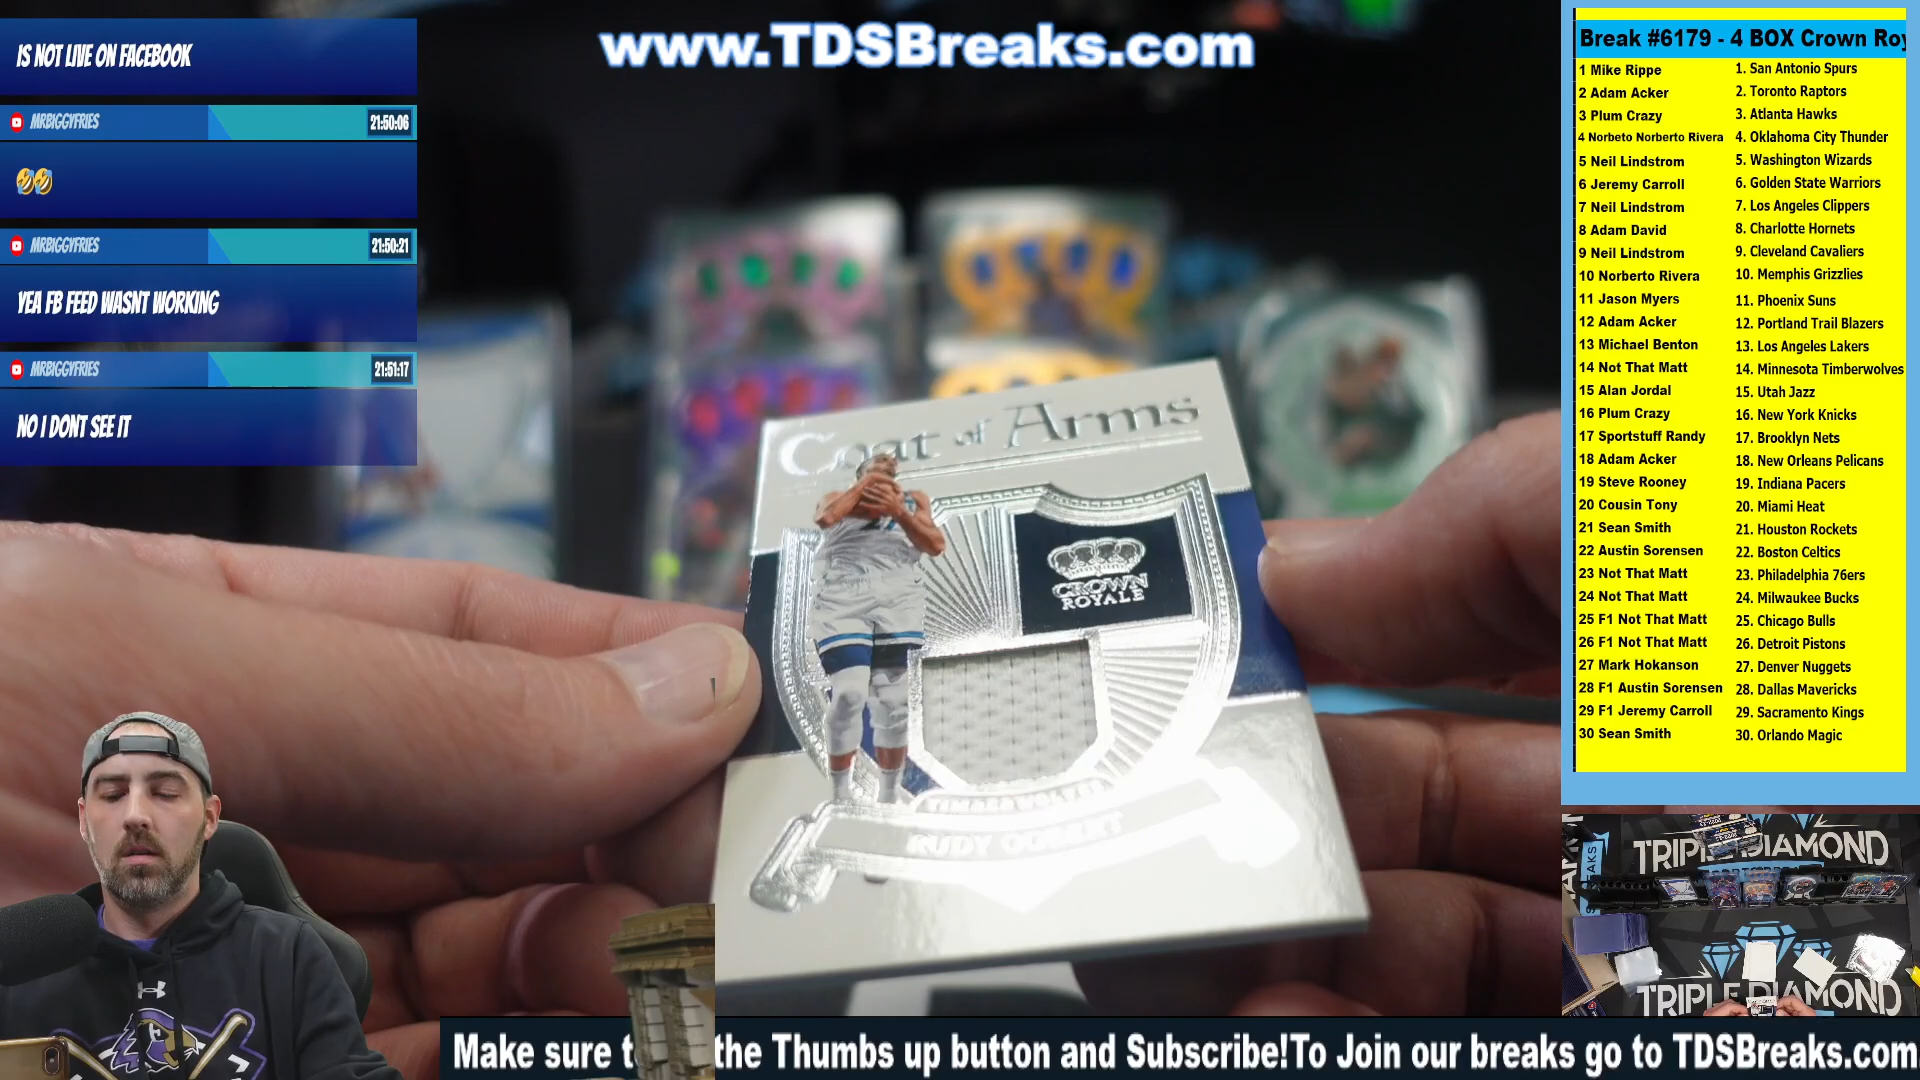 IS NOT LIVE ON FACEBOOK
MRBIGGYFRIES 21:50:06
🤣🤣
MRBIGGYFRIES 21:50:21
YEA FB FEED WASNT WORKING
MRBIGGYFRIES 21:51:17
NO I DONT SEE IT
www.TDSBreaks.com
Coat of Arms
CROWN
ROYALE
TIMBERWOLVES
RUDY GOBERT
Break #6179 - 4 BOX Crown Roy
1 Mike Rippe 1. San Antonio Spurs
2 Adam Acker 2. Toronto Raptors
3 Plum Crazy 3. Atlanta Hawks
4 Norbeto Norberto Rivera 4. Oklahoma City Thunder
5 Neil Lindstrom 5. Washington Wizards
6 Jeremy Carroll 6. Golden State Warriors
7 Neil Lindstrom 7. Los Angeles Clippers
8 Adam David 8. Charlotte Hornets
9 Neil Lindstrom 9. Cleveland Cavaliers
10 Norberto Rivera 10. Memphis Grizzlies
11 Jason Myers 11. Phoenix Suns
12 Adam Acker 12. Portland Trail Blazers
13 Michael Benton 13. Los Angeles Lakers
14 Not That Matt 14. Minnesota Timberwolves
15 Alan Jordal 15. Utah Jazz
16 Plum Crazy 16. New York Knicks
17 Sportstuff Randy 17. Brooklyn Nets
18 Adam Acker 18. New Orleans Pelicans
19 Steve Rooney 19. Indiana Pacers
20 Cousin Tony 20. Miami Heat
21 Sean Smith 21. Houston Rockets
22 Austin Sorensen 22. Boston Celtics
23 Not That Matt 23. Philadelphia 76ers
24 Not That Matt 24. Milwaukee Bucks
25 F1 Not That Matt 25. Chicago Bulls
26 F1 Not That Matt 26. Detroit Pistons
27 Mark Hokanson 27. Denver Nuggets
28 F1 Austin Sorensen 28. Dallas Mavericks
29 F1 Jeremy Carroll 29. Sacramento Kings
30 Sean Smith 30. Orlando Magic
TRIPLE DIAMOND
TRIPLE DIAMOND
Make sure t the Thumbs up button and Subscribe!To Join our breaks go to TDSBreaks.com